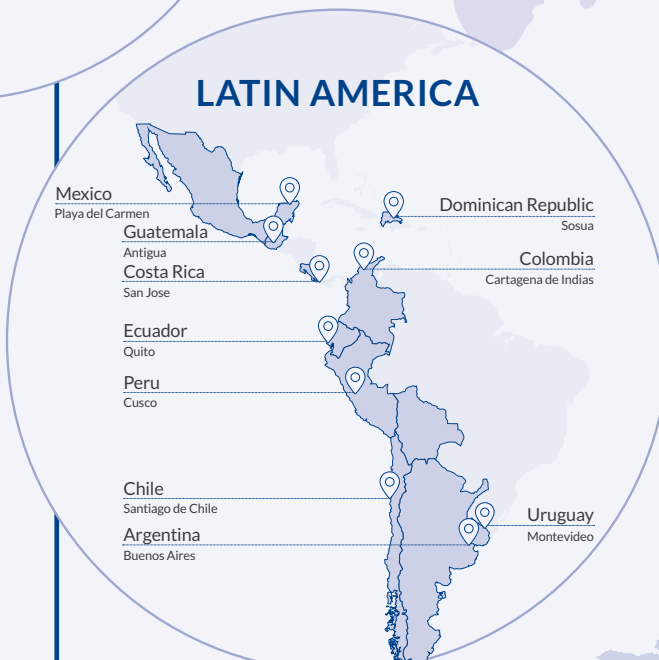 LATIN AMERICA
Mexico
Playa del Carmen
Guatemala
Antigua
Costa Rica
San Jose
Ecuador
Quito
Peru
Cusco
Chile
Santiago de Chile
Argentina
Buenos Aires
Dominican Republic
Sosua
Colombia
Cartagena de Indias
Uruguay
Montevideo